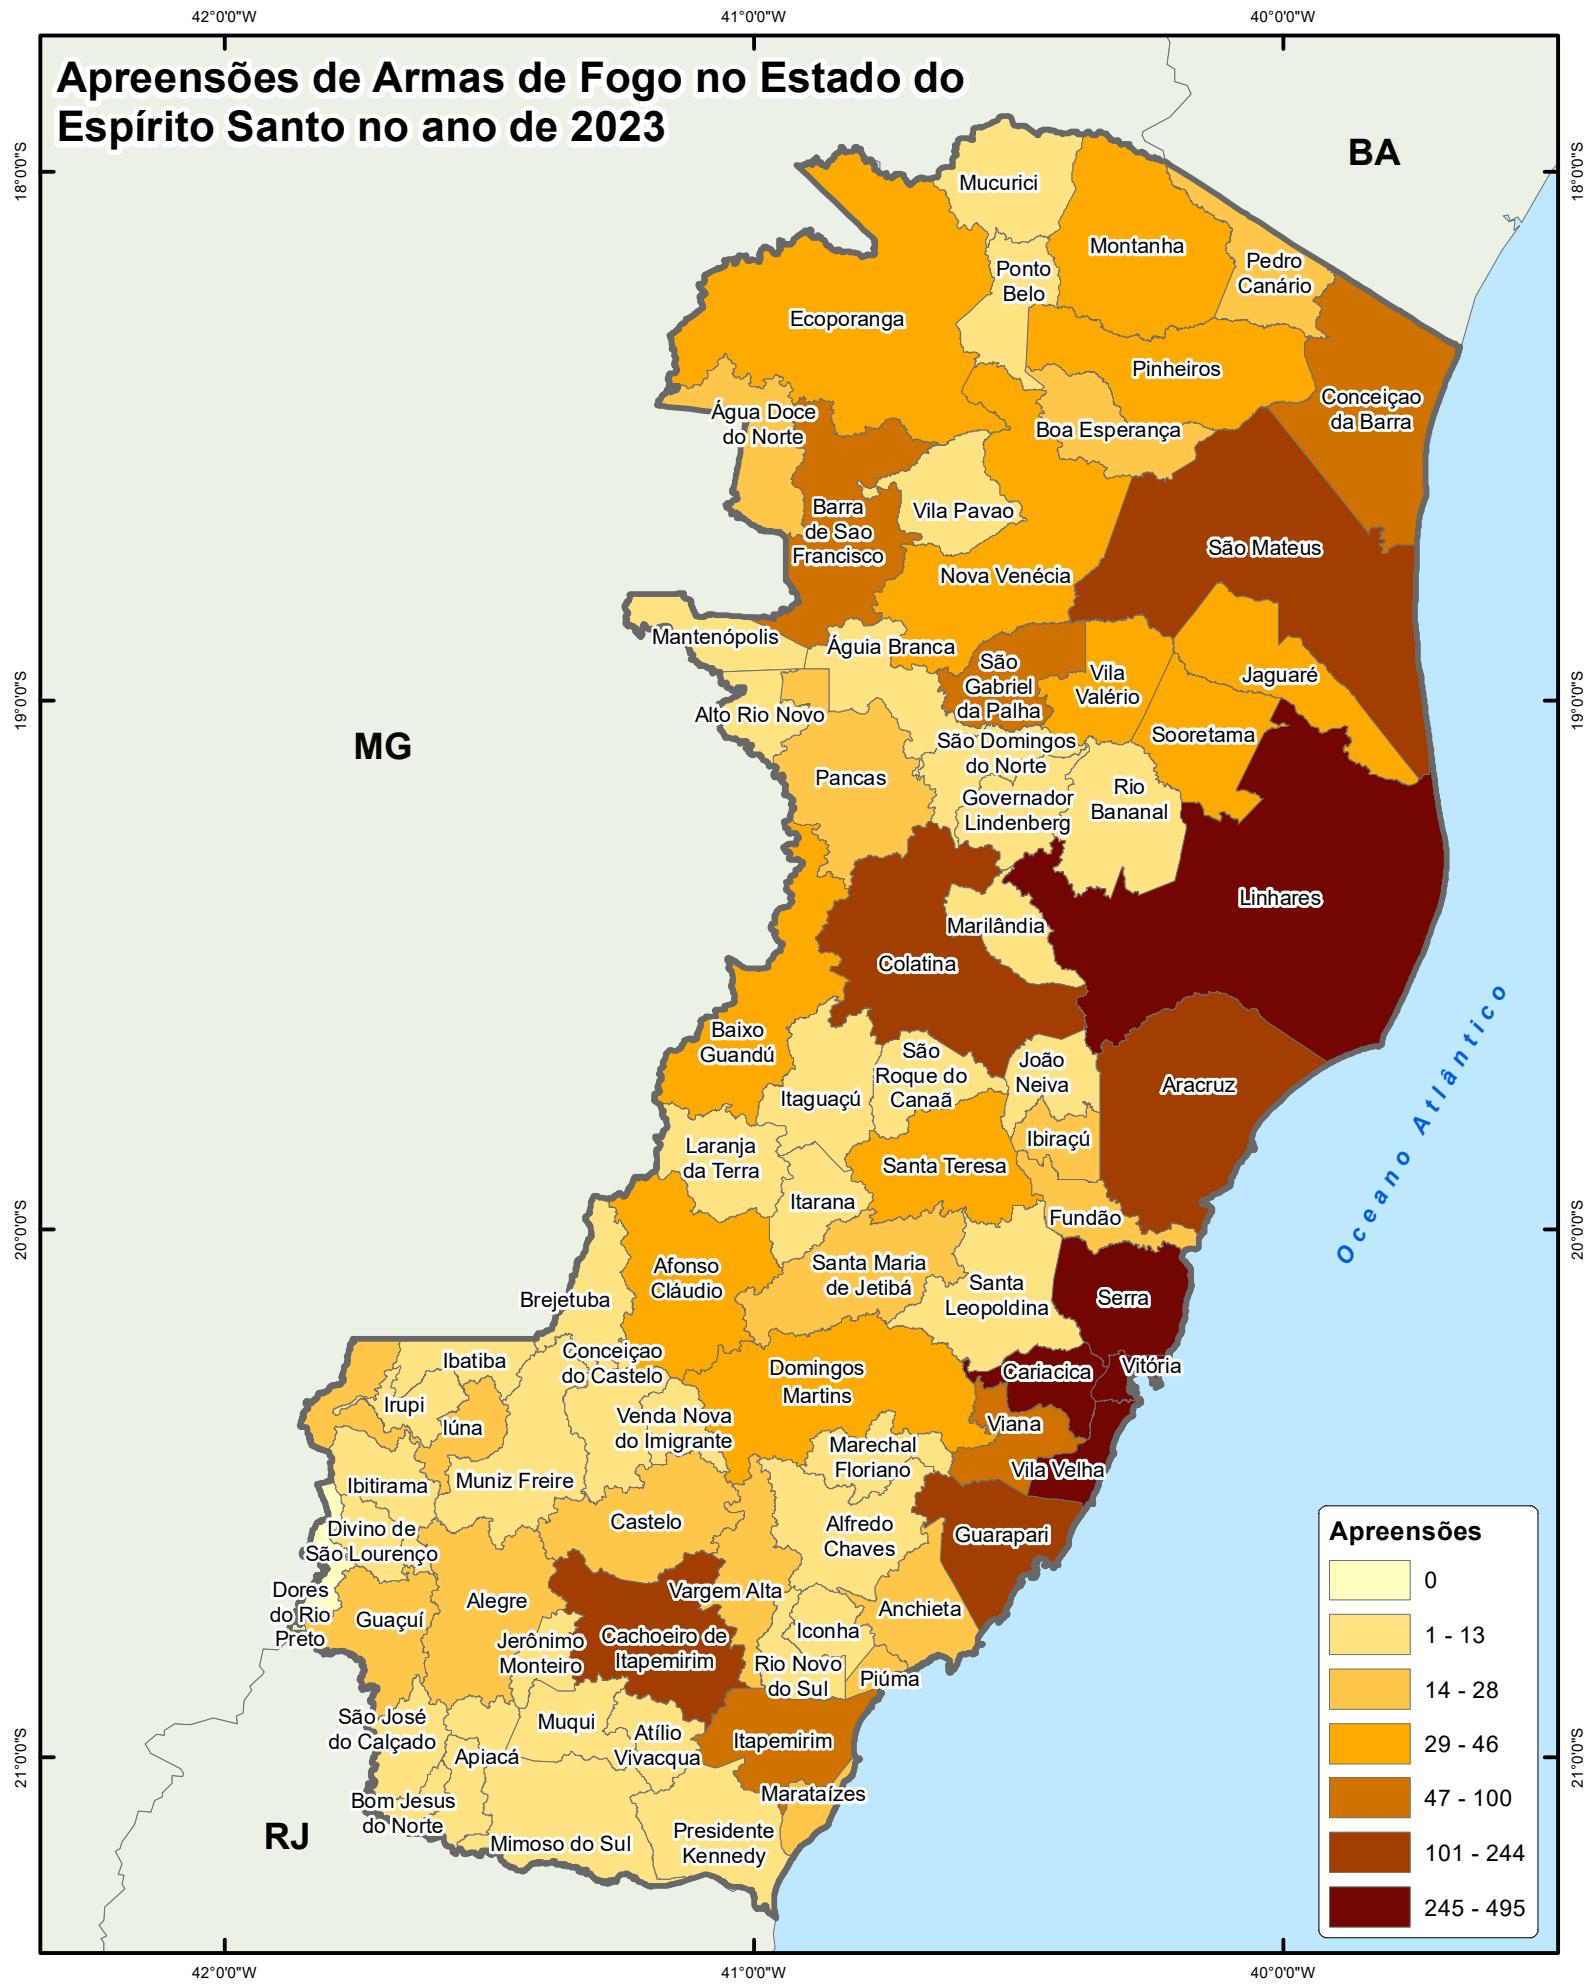 42°0'0"W
41°0'0"W
40°0'0"W
Apreensões de Armas de Fogo no Estado do
Espírito Santo no ano de 2023
BA
18°0'0"S
18°0'0"S
Mucurici
Montanha
Pedro
Canário
Ponto
Belo
Ecoporanga
Pinheiros
Conceiçao
da Barra
Água Doce
do Norte
Boa Esperança
Barra
de Sao
Francisco
Vila Pavao
São Mateus
Nova Venécia
Mantenópolis
Águia Branca
São
Gabriel
da Palha
Vila
Valério
Jaguaré
19°0'0"S
19°0'0"S
Alto Rio Novo
Sooretama
MG
São Domingos
do Norte
Pancas
Governador
Lindenberg
Rio
Bananal
Linhares
Marilândia
Colatina
Baixo
Guandú
São
Roque do
Canaã
João
Neiva
Aracruz
Itaguaçú
Ibiraçú
Laranja
da Terra
Santa Teresa
Itarana
Fundão
Oceano Atlântico
20°0'0"S
20°0'0"S
Afonso
Cláudio
Santa Maria
de Jetibá
Santa
Leopoldina
Serra
Brejetuba
Ibatiba
Conceiçao
do Castelo
Domingos
Martins
Cariacica
Vitória
Irupi
Iúna
Venda Nova
do Imigrante
Viana
Marechal
Floriano
Vila Velha
Ibitirama
Muniz Freire
Castelo
Alfredo
Chaves
Guarapari
Divino de
São Lourenço
Dores
do Rio
Preto
Guaçuí
Alegre
Vargem Alta
Anchieta
Jerônimo
Monteiro
Cachoeiro de
Itapemirim
Iconha
Rio Novo
do Sul
Piúma
São José
do Calçado
Muqui
Atílio
Vivacqua
Itapemirim
Apiacá
21°0'0"S
21°0'0"S
Bom Jesus
do Norte
Marataízes
RJ
Mimoso do Sul
Presidente
Kennedy
Apreensões
0
1 - 13
14 - 28
29 - 46
47 - 100
101 - 244
245 - 495
42°0'0"W
41°0'0"W
40°0'0"W